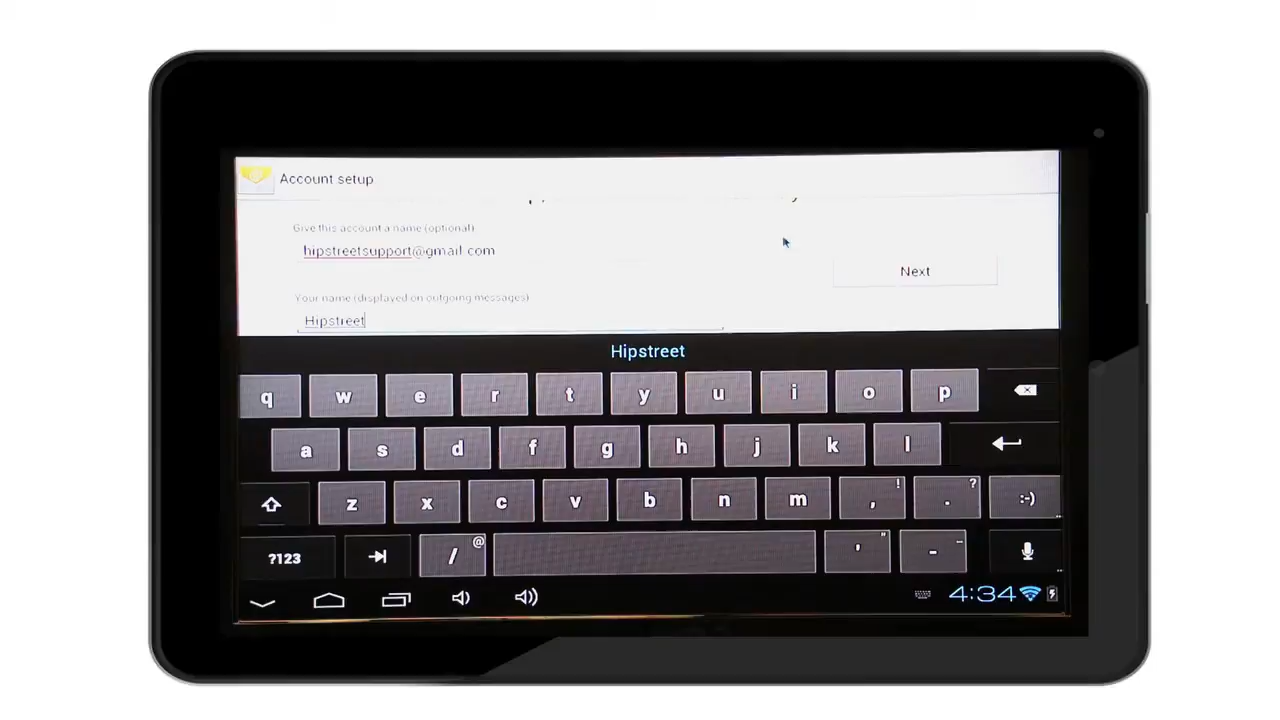 Account setup
Give this account a name (optional)
hipstreetsupport@gmail.com
Next
Your name (displayed on outgoing messages)
Hipstreet
Hipstreet
q w e r t y u i o p
a s d f g h j k l
z x c v b n m , ! . ? :-)
?123 / @ ' " - _
4:34